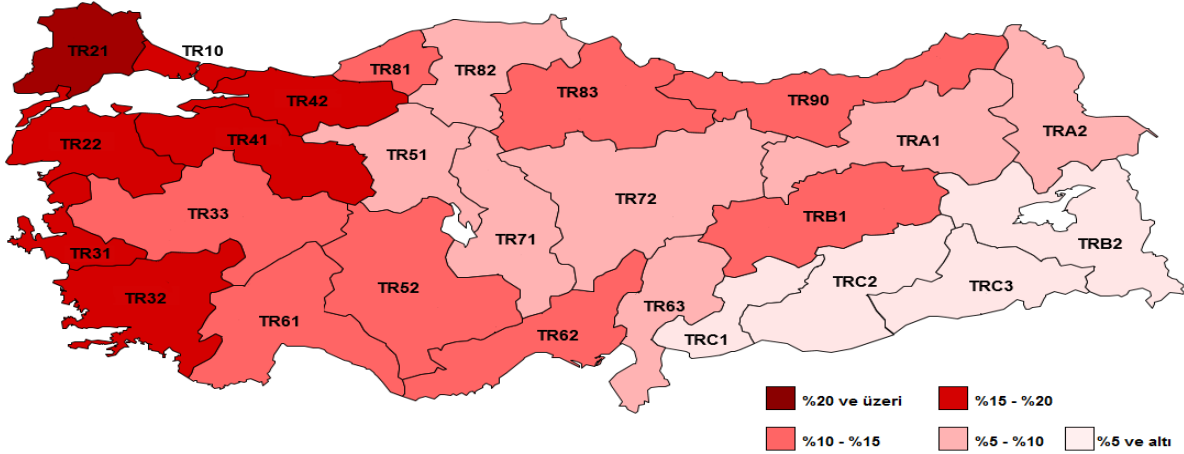 TR21
TR10
TR81
TR82
TR42
TR83
TR90
TR22
TR41
TRA1
TRA2
TR51
TR33
TR72
TRB1
TR71
TR31
TRB2
TR32
TR52
TRC2
TRC3
TR61
TR62
TR63
TRC1
%20 ve üzeri %15 - %20
%10 - %15 %5 - %10 %5 ve altı